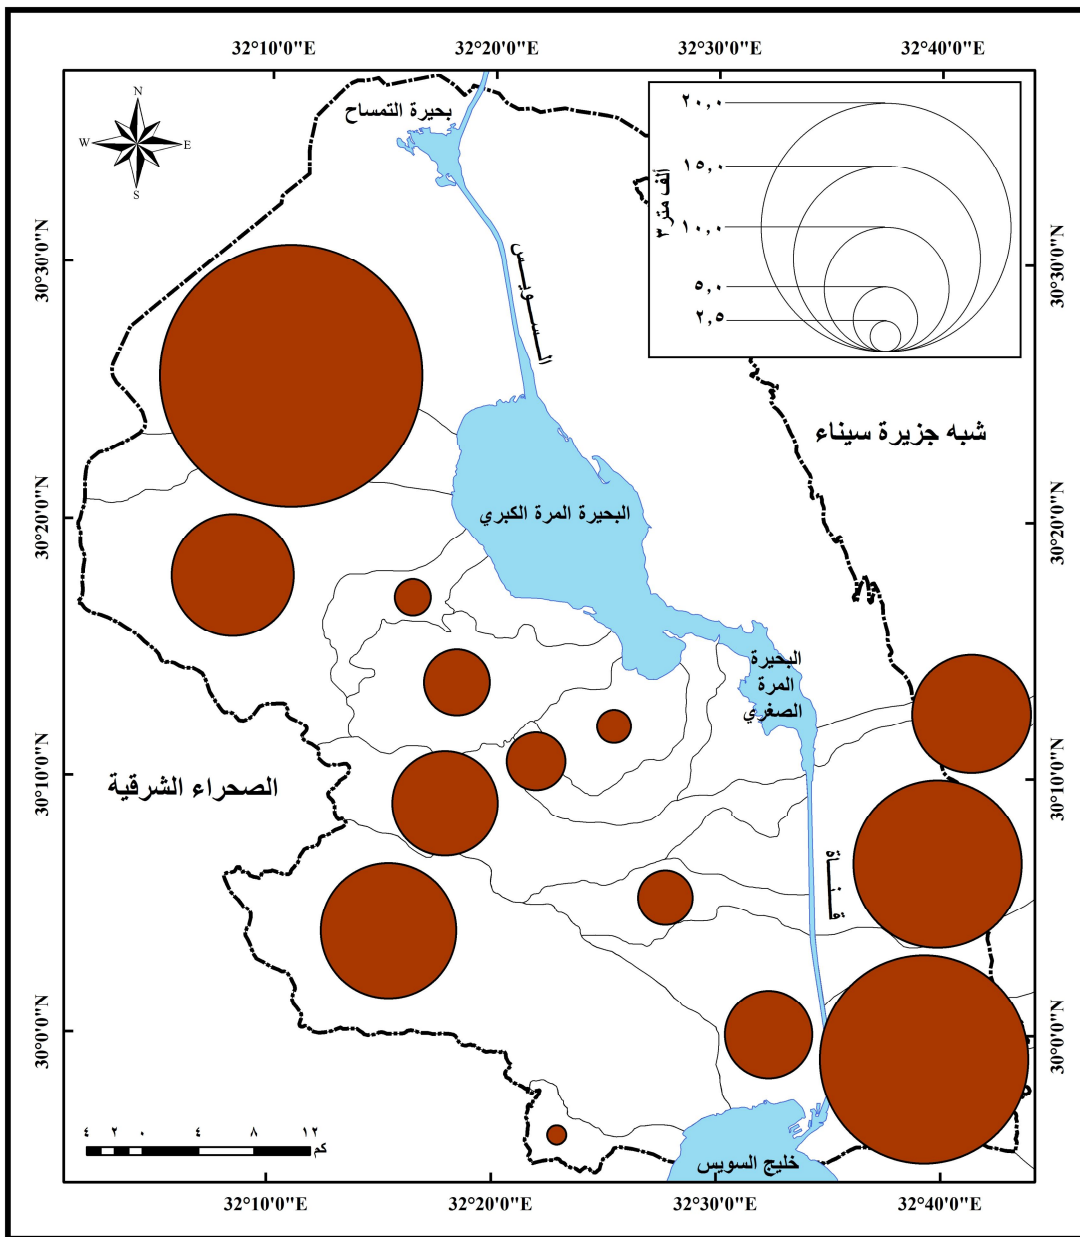 32°10'0"E 32°20'0"E 32°30'0"E 32°40'0"E
N
W E
S
بحيرة التمساح
٢٠,٠
١٥,٠
١٠,٠
٥,٠
٢,٥
ألف متر٣
30°30'0"N 30°30'0"N
الـسـويـس
شبه جزيرة سيناء
30°20'0"N 30°20'0"N
البحيرة المرة الكبري
البحيرة
المرة
الصغري
30°10'0"N 30°10'0"N
الصحراء الشرقية
قـنـاة
30°0'0"N 30°0'0"N
٤ ٢ ٠ ٤ ٨ ١٢
كم
خليج السويس
32°10'0"E 32°20'0"E 32°30'0"E 32°40'0"E